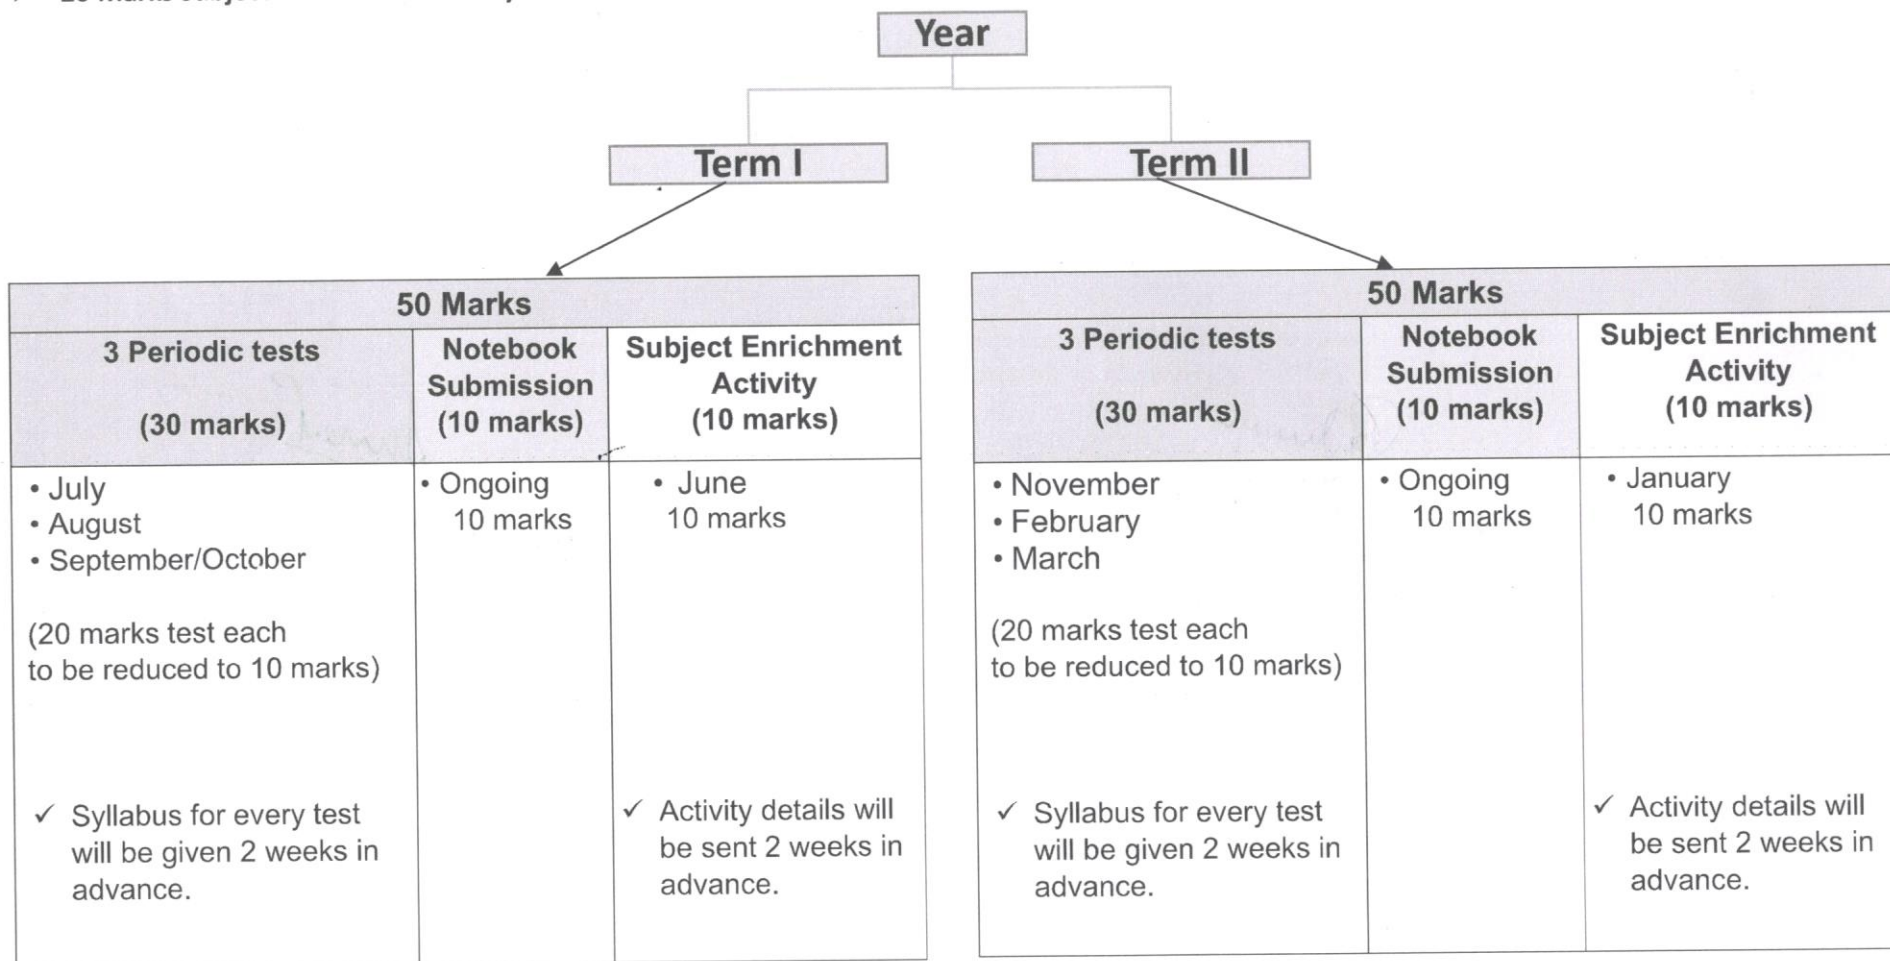 Year
Term I
Term II
50 Marks
3 Periodic tests
(30 marks)
Notebook
Submission
(10 marks)
Subject Enrichment
Activity
(10 marks)
• July
• August
• September/October
(20 marks test each
to be reduced to 10 marks)
✓ Syllabus for every test
will be given 2 weeks in
advance.
• Ongoing
10 marks
• June
10 marks
✓ Activity details will
be sent 2 weeks in
advance.
50 Marks
3 Periodic tests
(30 marks)
Notebook
Submission
(10 marks)
Subject Enrichment
Activity
(10 marks)
• November
• February
• March
(20 marks test each
to be reduced to 10 marks)
✓ Syllabus for every test
will be given 2 weeks in
advance.
• Ongoing
10 marks
• January
10 marks
✓ Activity details will
be sent 2 weeks in
advance.